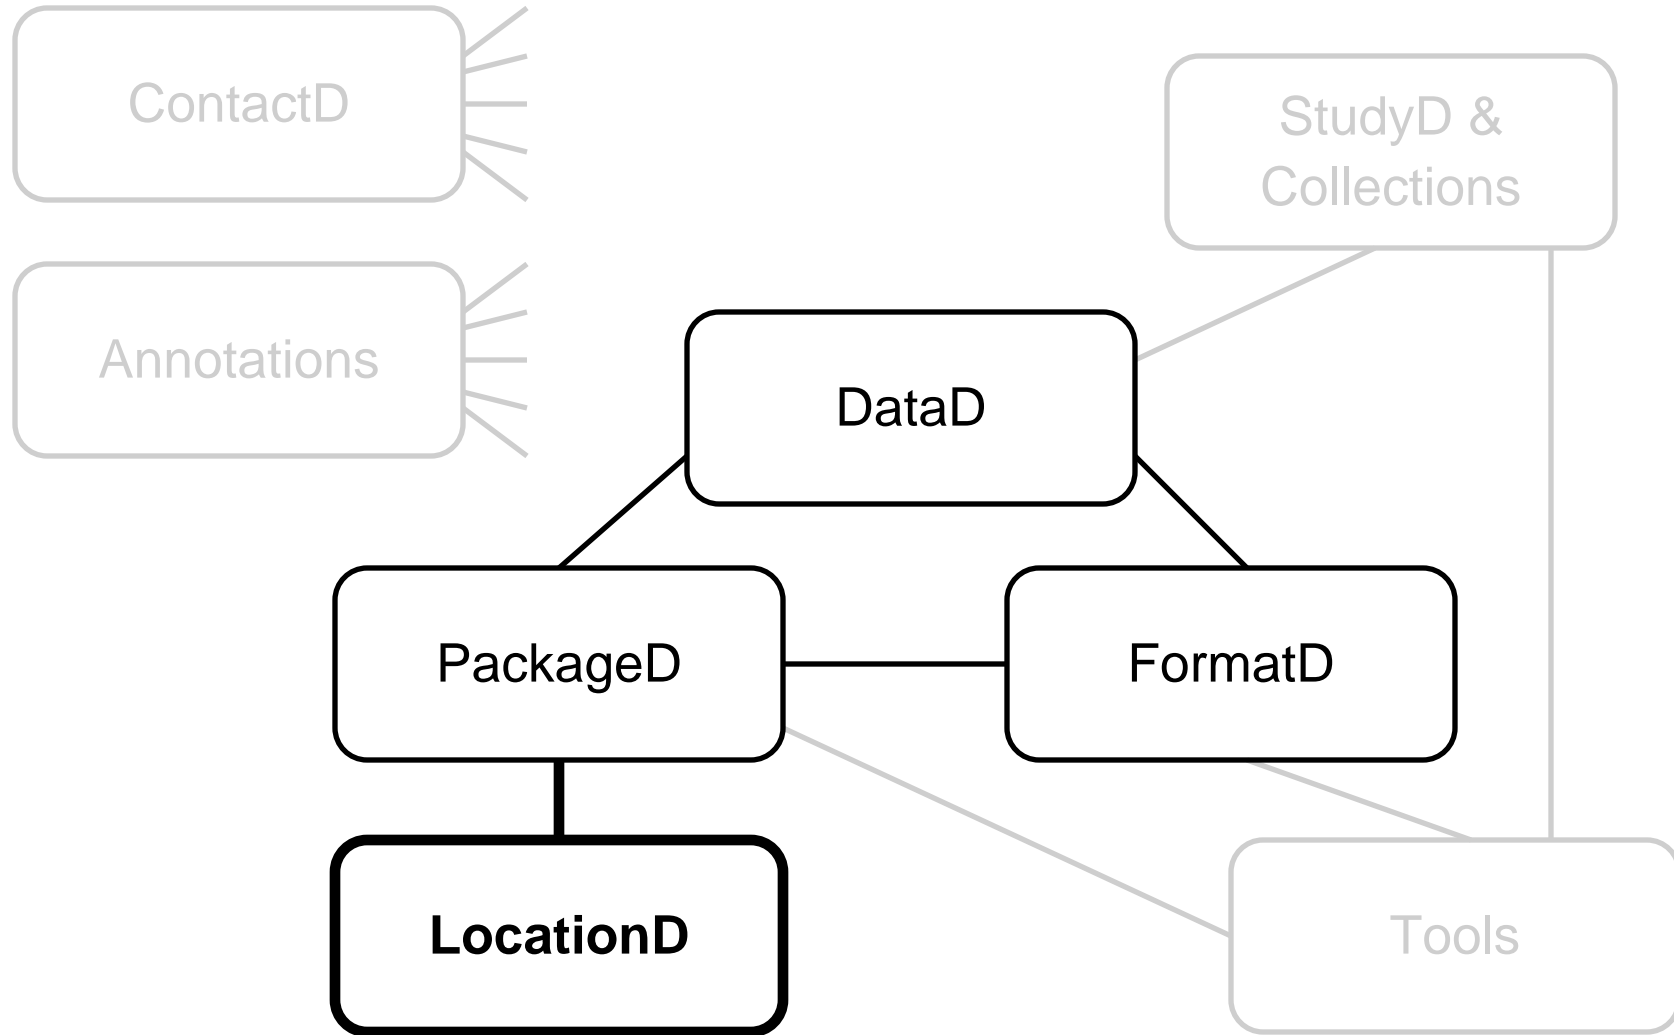 ContactD
StudyD &
Collections
Annotations
DataD
PackageD
FormatD
LocationD
Tools